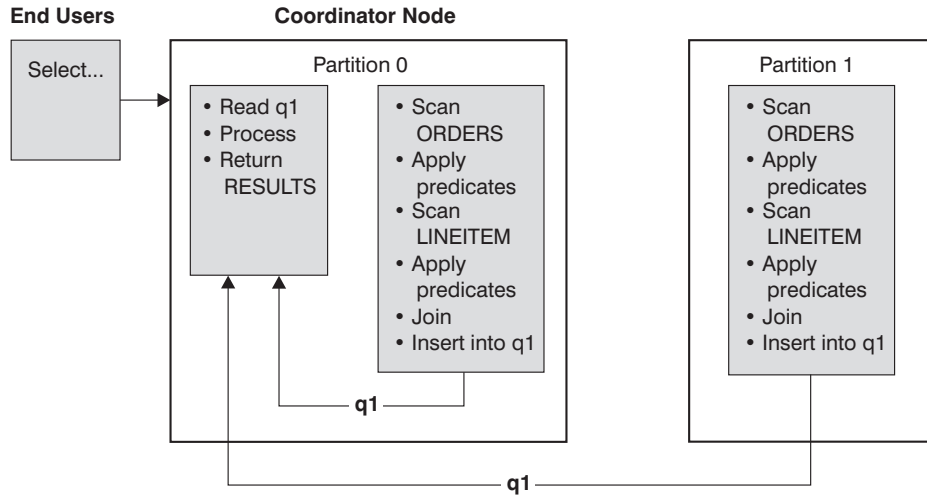 End Users
Coordinator Node
Select...
Partition 0
• Read q1
• Process
• Return
RESULTS
• Scan
ORDERS
• Apply
predicates
• Scan
LINEITEM
• Apply
predicates
• Join
• Insert into q1
q1
Partition 1
• Scan
ORDERS
• Apply
predicates
• Scan
LINEITEM
• Apply
predicates
• Join
• Insert into q1
q1